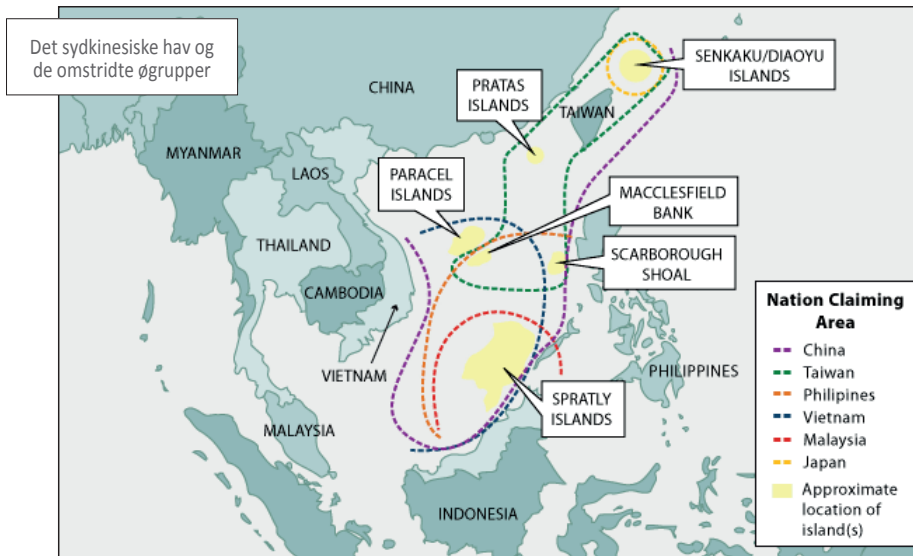 Det sydkinesiske hav og
de omstridte øgrupper
CHINA
PRATAS
ISLANDS
TAIWAN
SENKAKU/DIAOYU
ISLANDS
MYANMAR
LAOS
PARACEL
ISLANDS
MACCLESFIELD
BANK
THAILAND
SCARBOROUGH
SHOAL
CAMBODIA
VIETNAM
PHILIPPINES
SPRATLY
ISLANDS
MALAYSIA
INDONESIA
Nation Claiming
Area
China
Taiwan
Philipines
Vietnam
Malaysia
Japan
Approximate
location of
island(s)